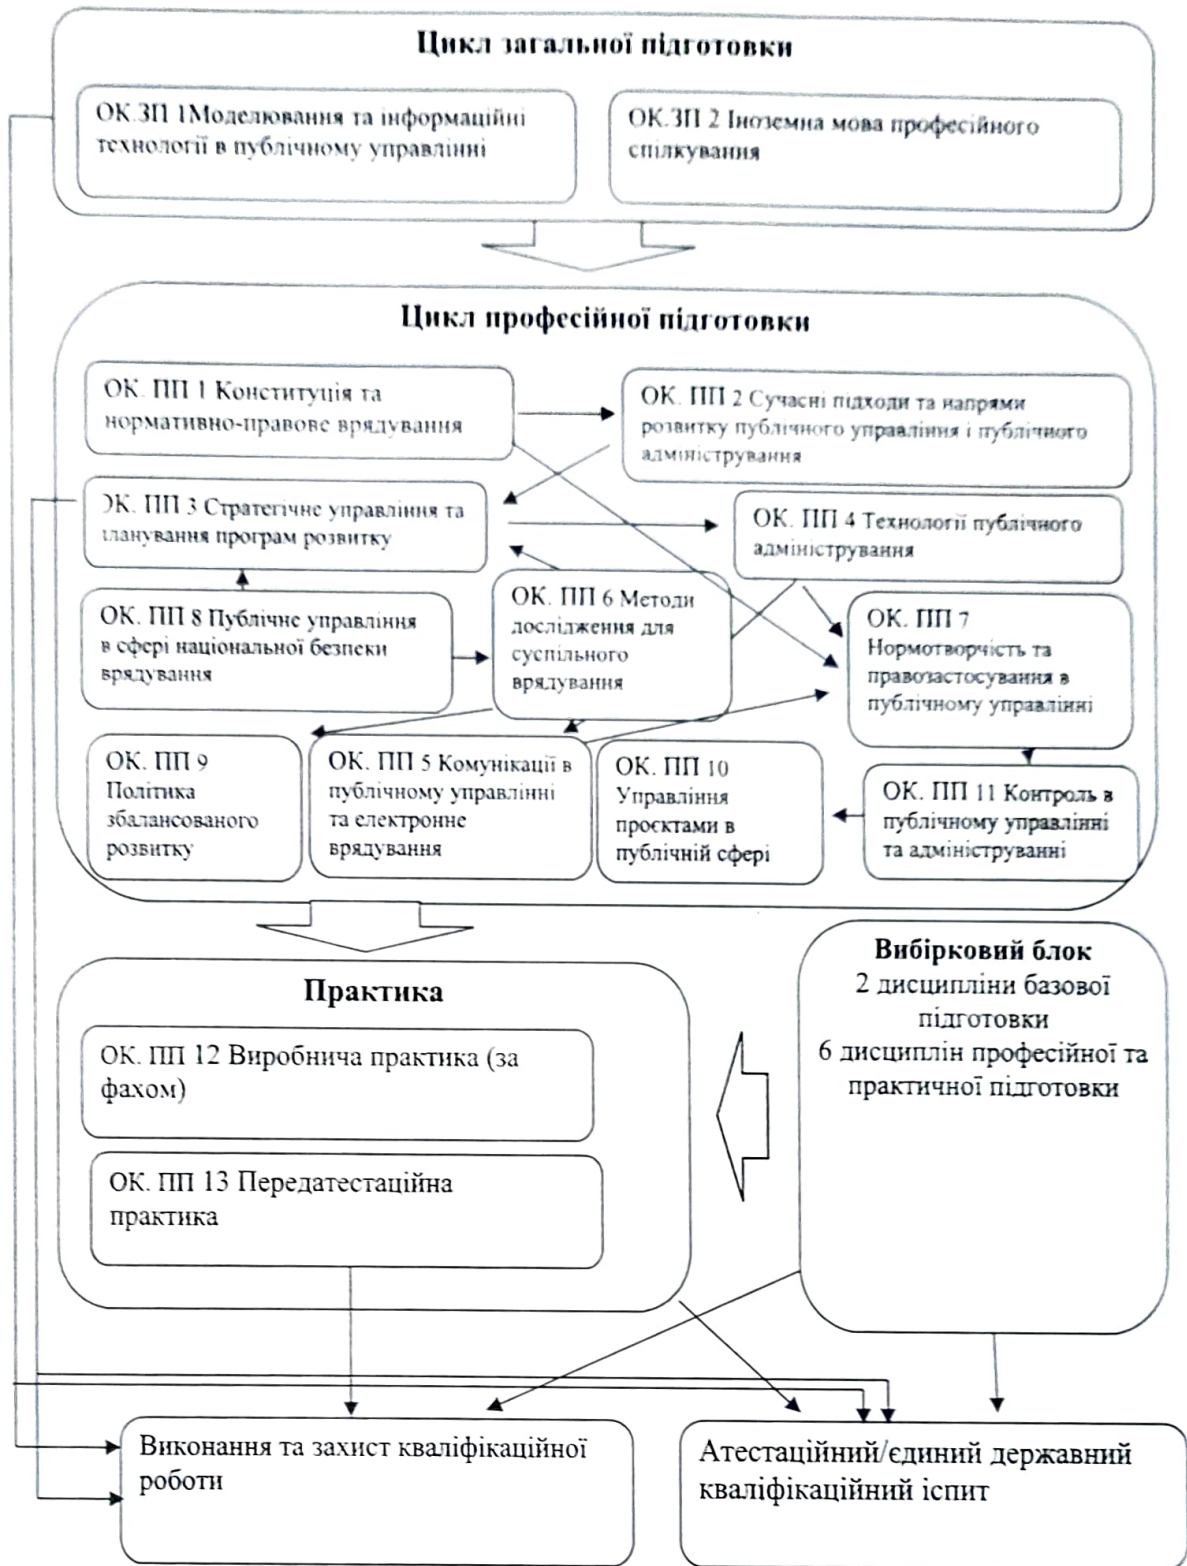 Цикл загальної підготовки
ОК.ЗП 1Моделювання та інформаційні
технології в публічному управлінні
ОК.ЗП 2 Іноземна мова професійного
спілкування
Цикл професійної підготовки
ОК. ПП 1 Конституція та
нормативно-правове врядування
ОК. ПП 2 Сучасні підходи та напрями
розвитку публічного управління і публічного
адміністрування
ОК. ПП 3 Стратегічне управління та
планування програм розвитку
ОК. ПП 4 Технології публічного
адміністрування
ОК. ПП 8 Публічне управління
в сфері національної безпеки
врядування
ОК. ПП 6 Методи
дослідження для
суспільного
врядування
ОК. ПП 7
Нормотворчість та
правозастосування в
публічному управлінні
ОК. ПП 9
Політика
збалансованого
розвитку
ОК. ПП 5 Комунікації в
публічному управлінні
та електронне
врядування
ОК. ПП 10
Управління
проєктами в
публічній сфері
ОК. ПП 11 Контроль в
публічному управлінні
та адмініструванні
Практика
ОК. ПП 12 Виробнича практика (за
фахом)
ОК. ПП 13 Передатестаційна
практика
Вибірковий блок
2 дисципліни базової
підготовки
6 дисциплін професійної та
практичної підготовки
Виконання та захист кваліфікаційної
роботи
Атестаційний/єдиний державний
кваліфікаційний іспит